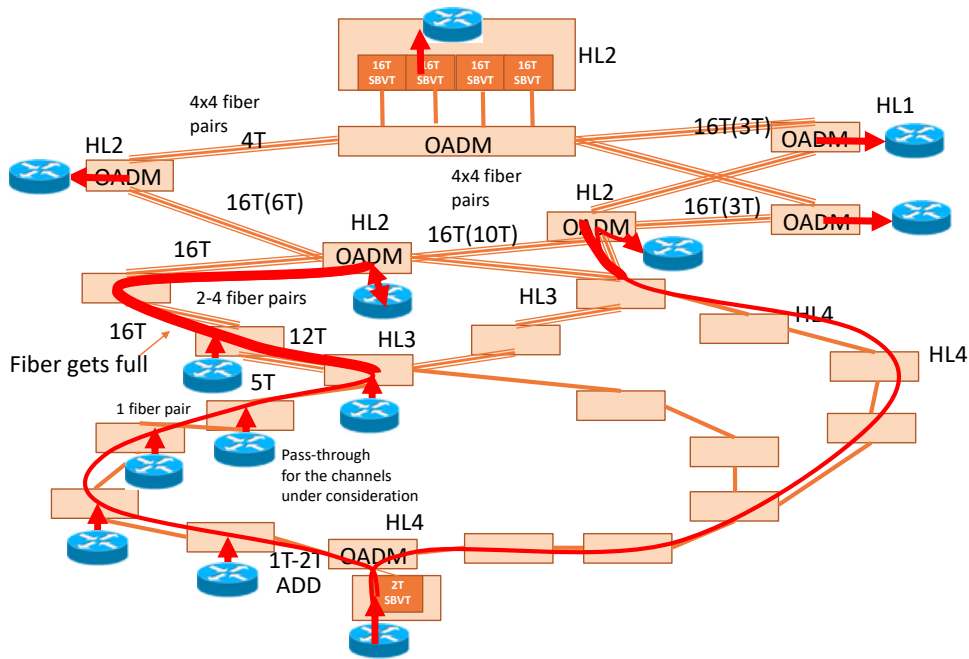 HL2
16T
SBVT
16T
SBVT
16T
SBVT
16T
SBVT
4x4 fiber
pairs
HL1
HL2
4T
OADM
16T(3T)
OADM
OADM
4x4 fiber
pairs
16T(6T)
HL2
HL2
16T(3T)
OADM
OADM
16T
OADM
16T(10T)
2-4 fiber pairs
HL3
HL4
16T
12T
HL3
HL4
Fiber gets full
5T
1 fiber pair
Pass-through
for the channels
under consideration
HL4
OADM
1T-2T
ADD
2T
SBVT